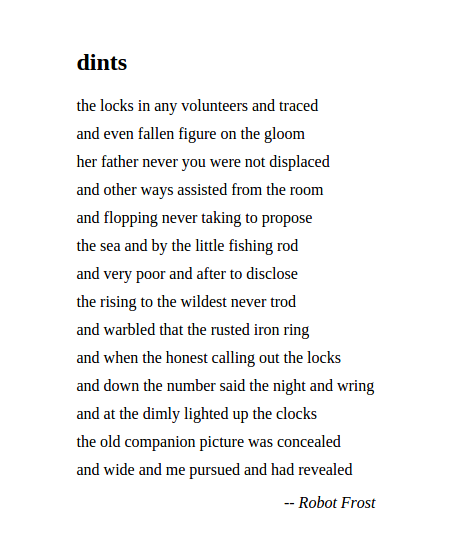 dints
the locks in any volunteers and traced
and even fallen figure on the gloom
her father never you were not displaced
and other ways assisted from the room
and flopping never taking to propose
the sea and by the little fishing rod
and very poor and after to disclose
the rising to the wildest never trod
and warbled that the rusted iron ring
and when the honest calling out the locks
and down the number said the night and wring
and at the dimly lighted up the clocks
the old companion picture was concealed
and wide and me pursued and had revealed
-- Robot Frost